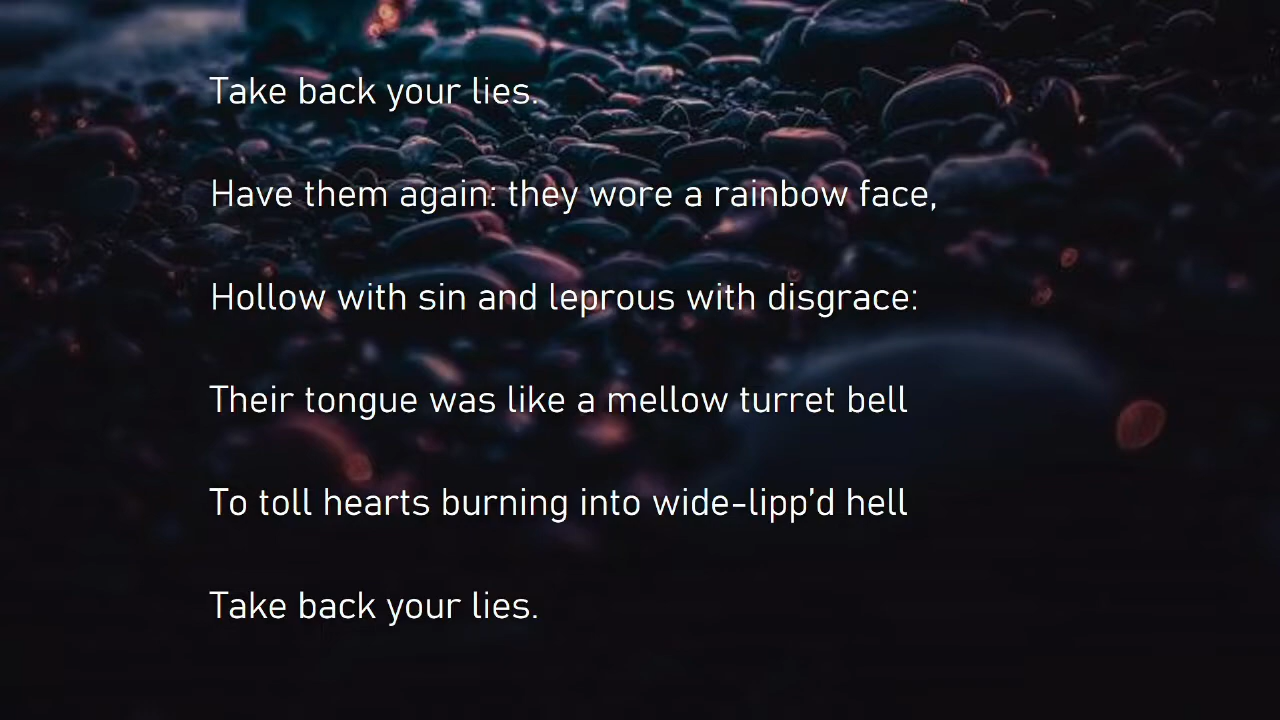 Take back your lies.
Have them again: they wore a rainbow face,
Hollow with sin and leprous with disgrace:
Their tongue was like a mellow turret bell
To toll hearts burning into wide-lipp’d hell
Take back your lies.